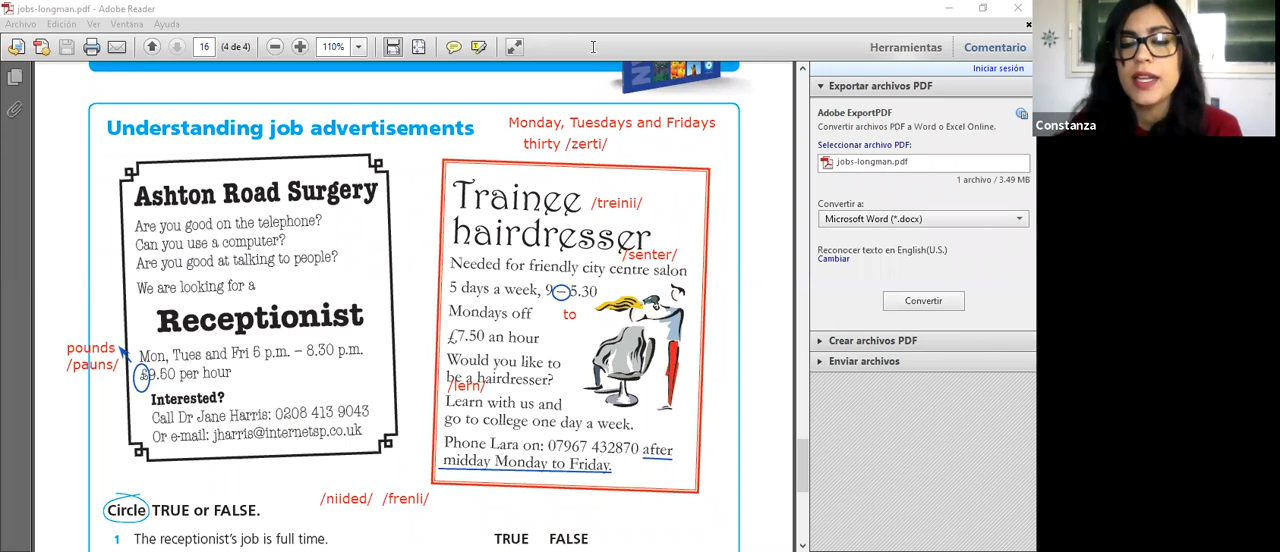 jobs-longman.pdf - Adobe Reader
Archivo Edición Ver Ventana Ayuda
16 (4 de 4) 110% Herramientas Comentario
Iniciar sesión
Exportar archivos PDF
Adobe ExportPDF
Convertir archivos PDF a Word o Excel Online.
Seleccionar archivo PDF:
jobs-longman.pdf
1 archivo / 3.49 MB
Convertir a:
Microsoft Word (*.docx)
Reconocer texto en English(U.S.)
Cambiar
Convertir
Crear archivo PDF
Enviar archivos
Constanza
Understanding job advertisements
Monday, Tuesdays and Fridays
thirty /zerti/
Ashton Road Surgery
Are you good on the telephone?
Can you use a computer?
Are you good at talking to people?
We are looking for a
Receptionist
pounds
/pauns/
Mon, Tues and Fri 6 p.m. – 8.30 p.m.
£9.50 per hour
Interested?
Call Dr Jane Harris: 0208 413 9043
Or e-mail: jharris@internetsp.co.uk
Trainee /treinii/
hairdresser
/senter/
Needed for friendly city centre salon
5 days a week, 9 – 5.30
to
Mondays off
£7.50 an hour
Would you like to
be a hairdresser?
/lern/
Learn with us and
go to college one day a week.
Phone Lara on: 07967 432870 after
midday Monday to Friday.
/niided/ /frenli/
Circle TRUE or FALSE.
1 The receptionist's job is full time. TRUE FALSE